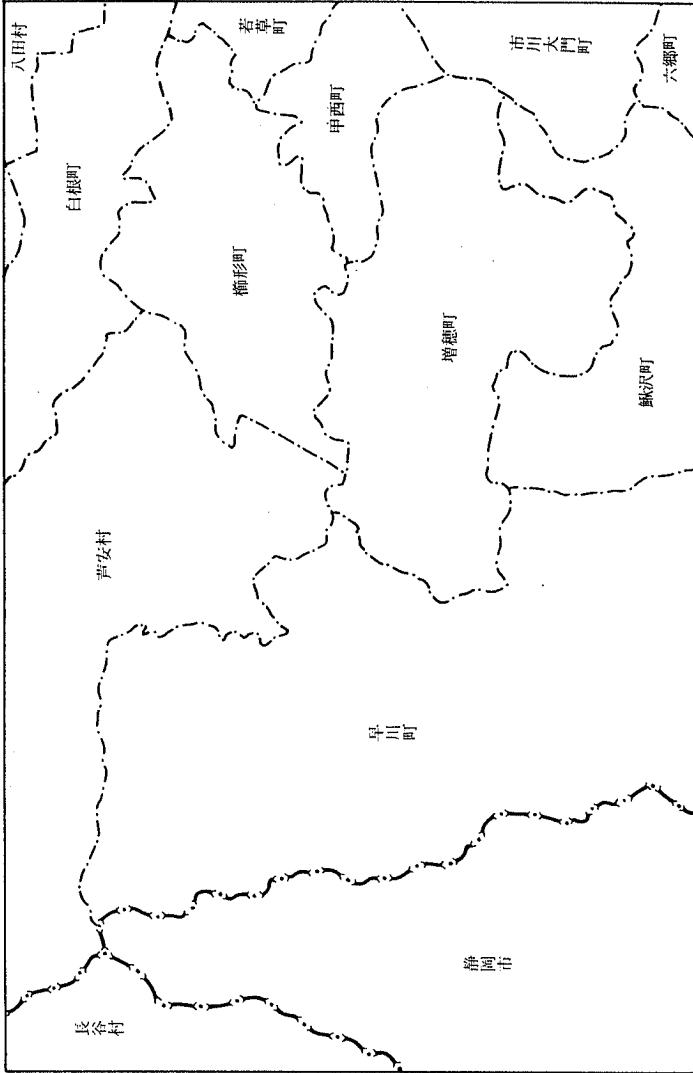 長谷村
芦安村
白根町
八田村
櫛形町
若草町
甲西町
早川町
増穂町
静岡市
市川大門町
鰍沢町
六郷町